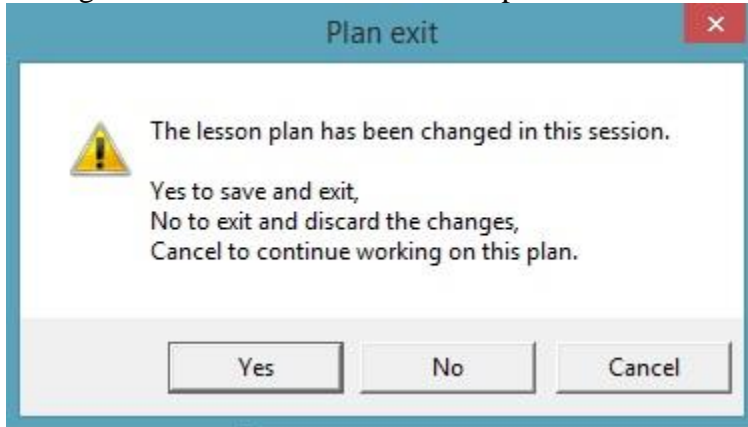 Plan exit
The lesson plan has been changed in this session.
Yes to save and exit,
No to exit and discard the changes,
Cancel to continue working on this plan.
Yes
No
Cancel